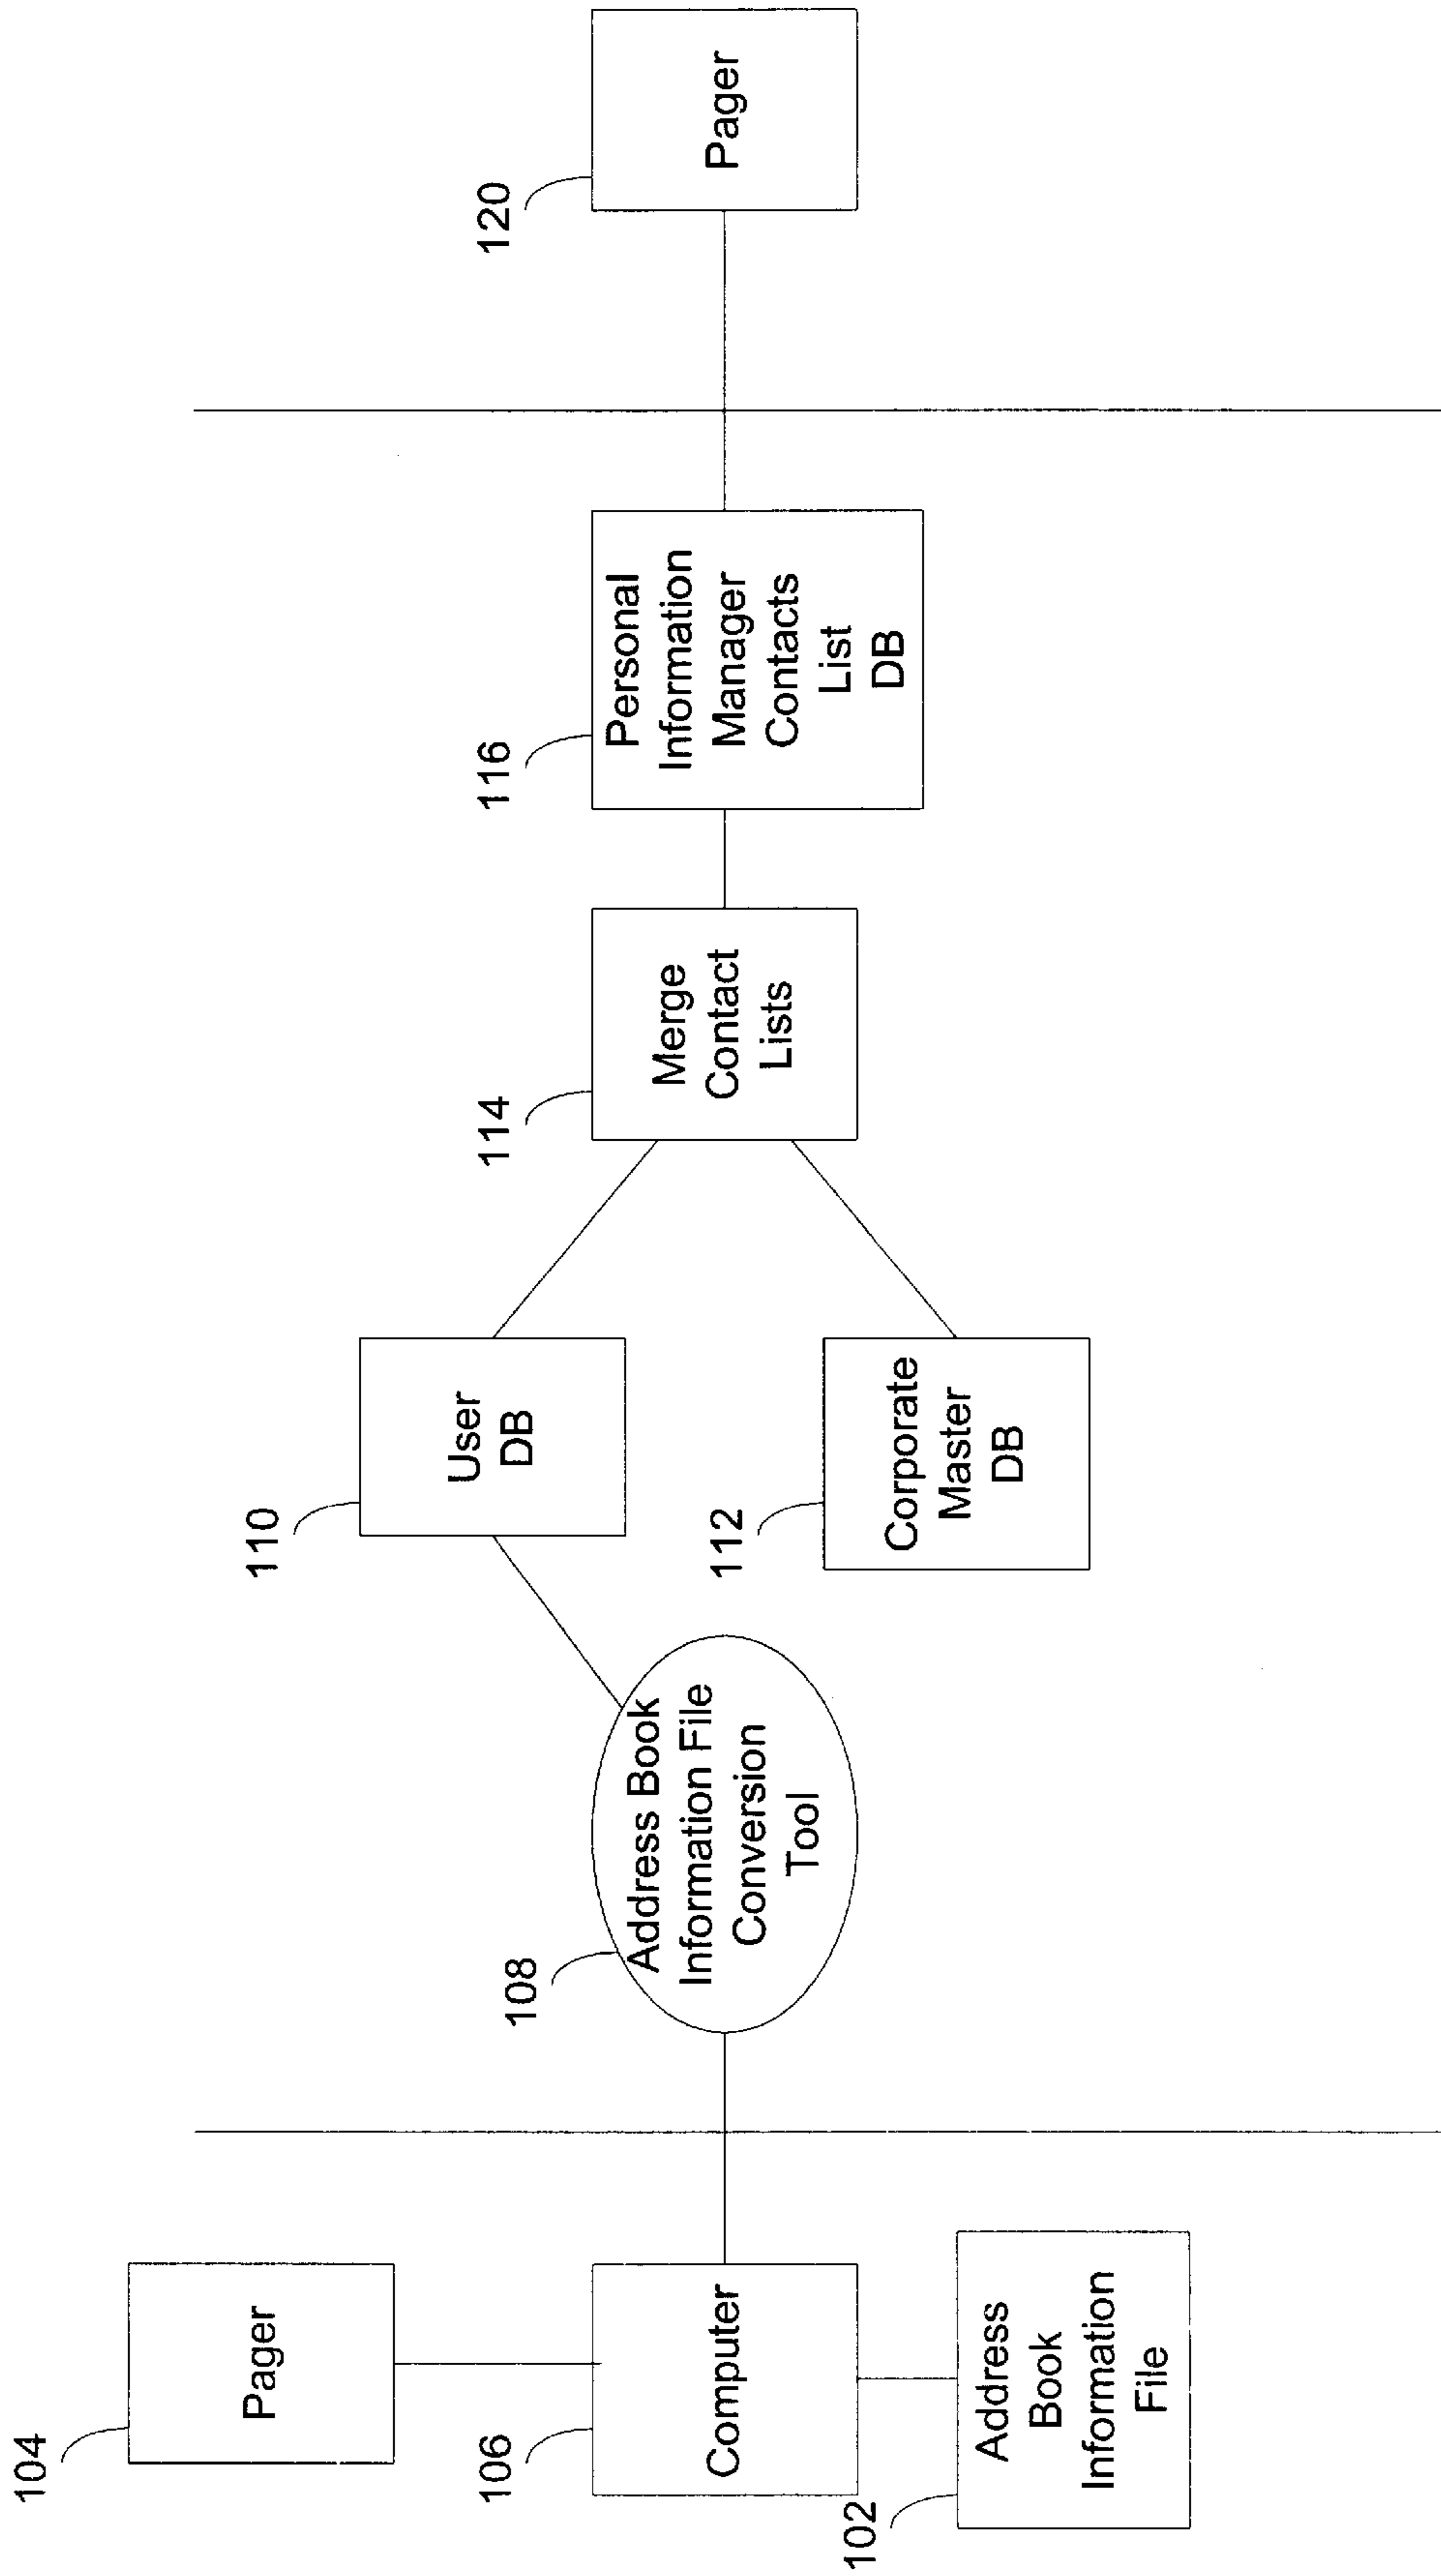 104
Pager
106
Computer
102
Address
Book
Information
File
108
Address Book
Information File
Conversion
Tool
110
User
DB
112
Corporate
Master
DB
114
Merge
Contact
Lists
116
Personal
Information
Manager
Contacts
List
DB
120
Pager